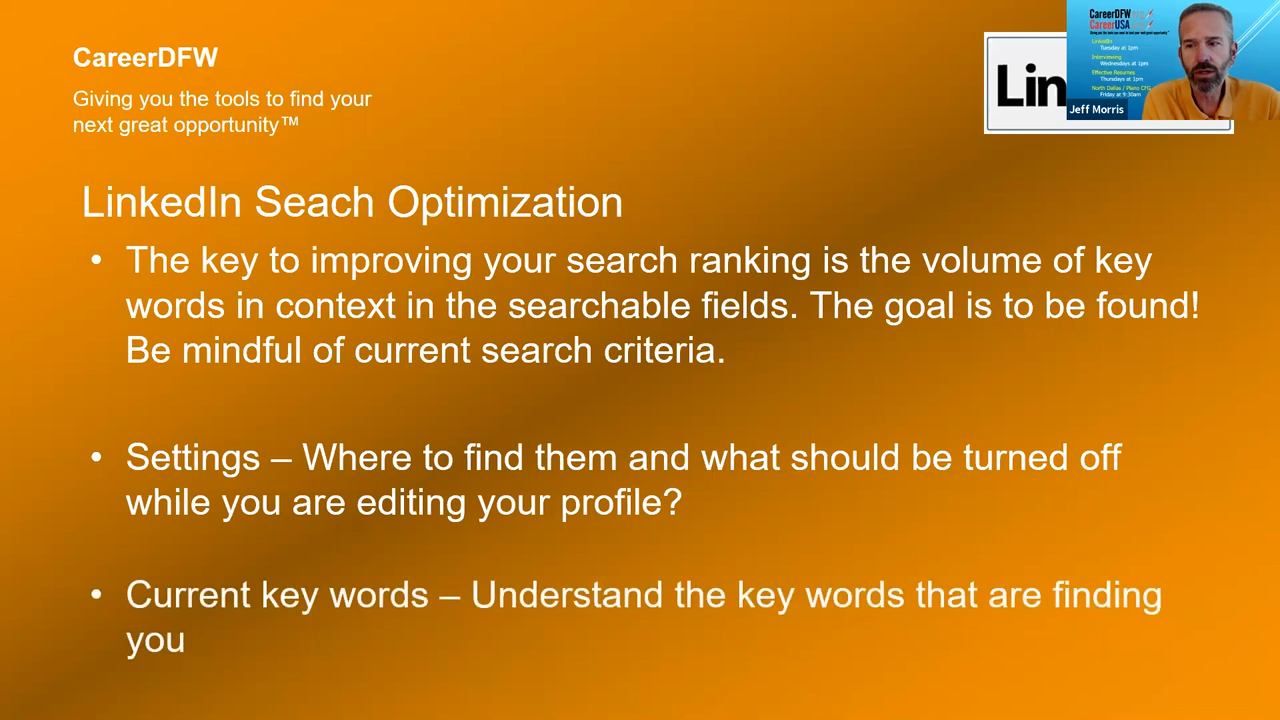 CareerDFW
Giving you the tools to find your
next great opportunity™
Lin
CareerDFW
CareerUSA
LinkedIn
Tuesday at 1pm
Interviewing
Wednesdays at 1pm
Effective Resumes
Thursdays at 1pm
North Dallas / Plano CFG
Friday at 9:30am
Jeff Morris
LinkedIn Seach Optimization
• The key to improving your search ranking is the volume of key
words in context in the searchable fields. The goal is to be found!
Be mindful of current search criteria.
• Settings – Where to find them and what should be turned off
while you are editing your profile?
• Current key words – Understand the key words that are finding
you